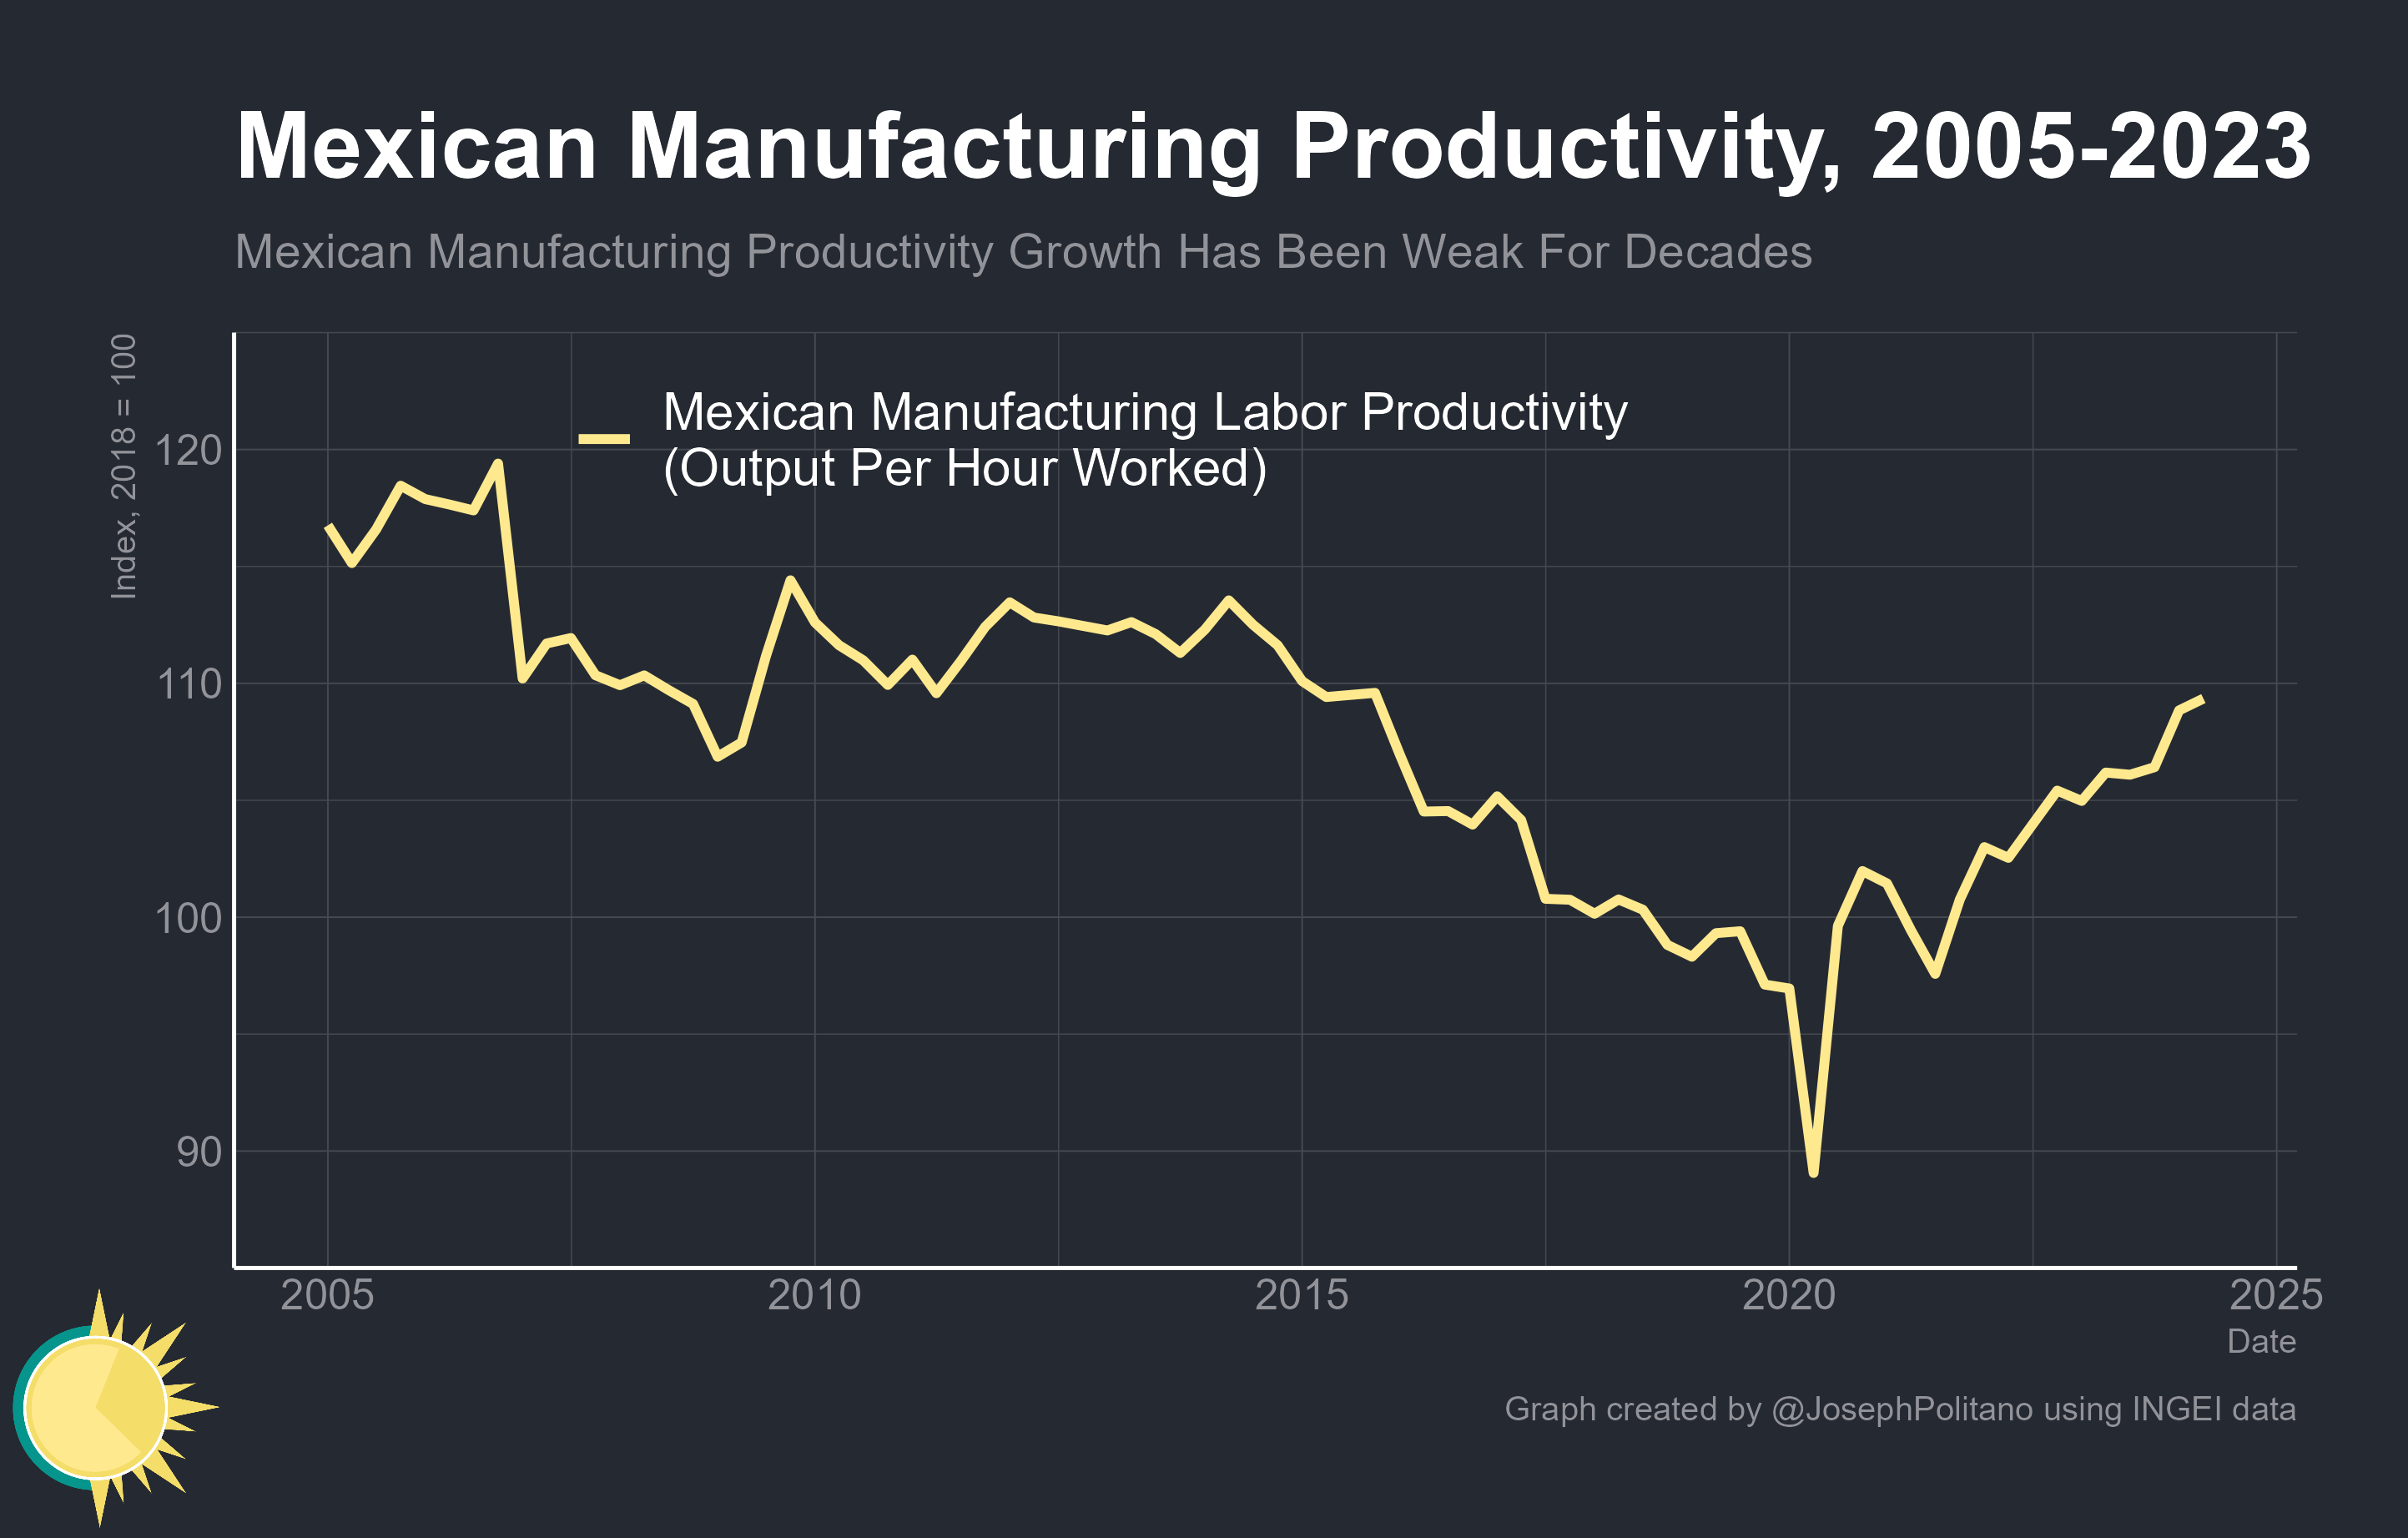 Mexican Manufacturing Productivity, 2005-2023
Mexican Manufacturing Productivity Growth Has Been Weak For Decades
Index, 2018 = 100
Mexican Manufacturing Labor Productivity
(Output Per Hour Worked)
120
110
100
90
2005
2010
2015
2020
2025
Date
Graph created by @JosephPolitano using INGEI data